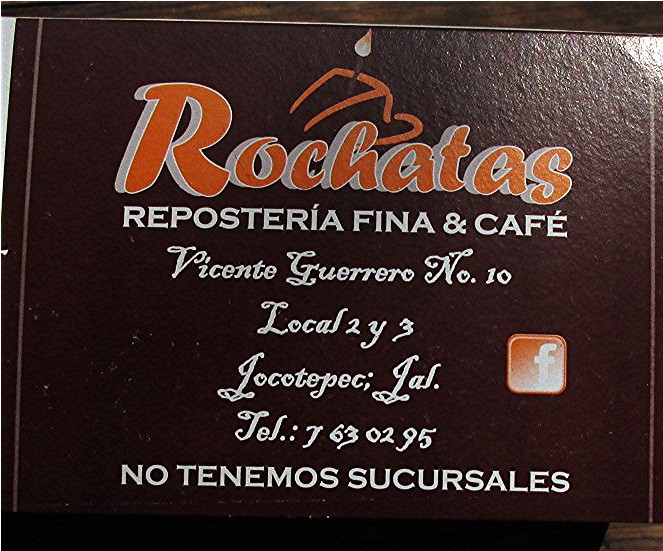 Rochatas
REPOSTERÍA FINA & CAFÉ
Vicente Guerrero No. 10
Local 2 y 3
Jocotepec; Jal.
Tel.: 7 63 02 95
f
NO TENEMOS SUCURSALES